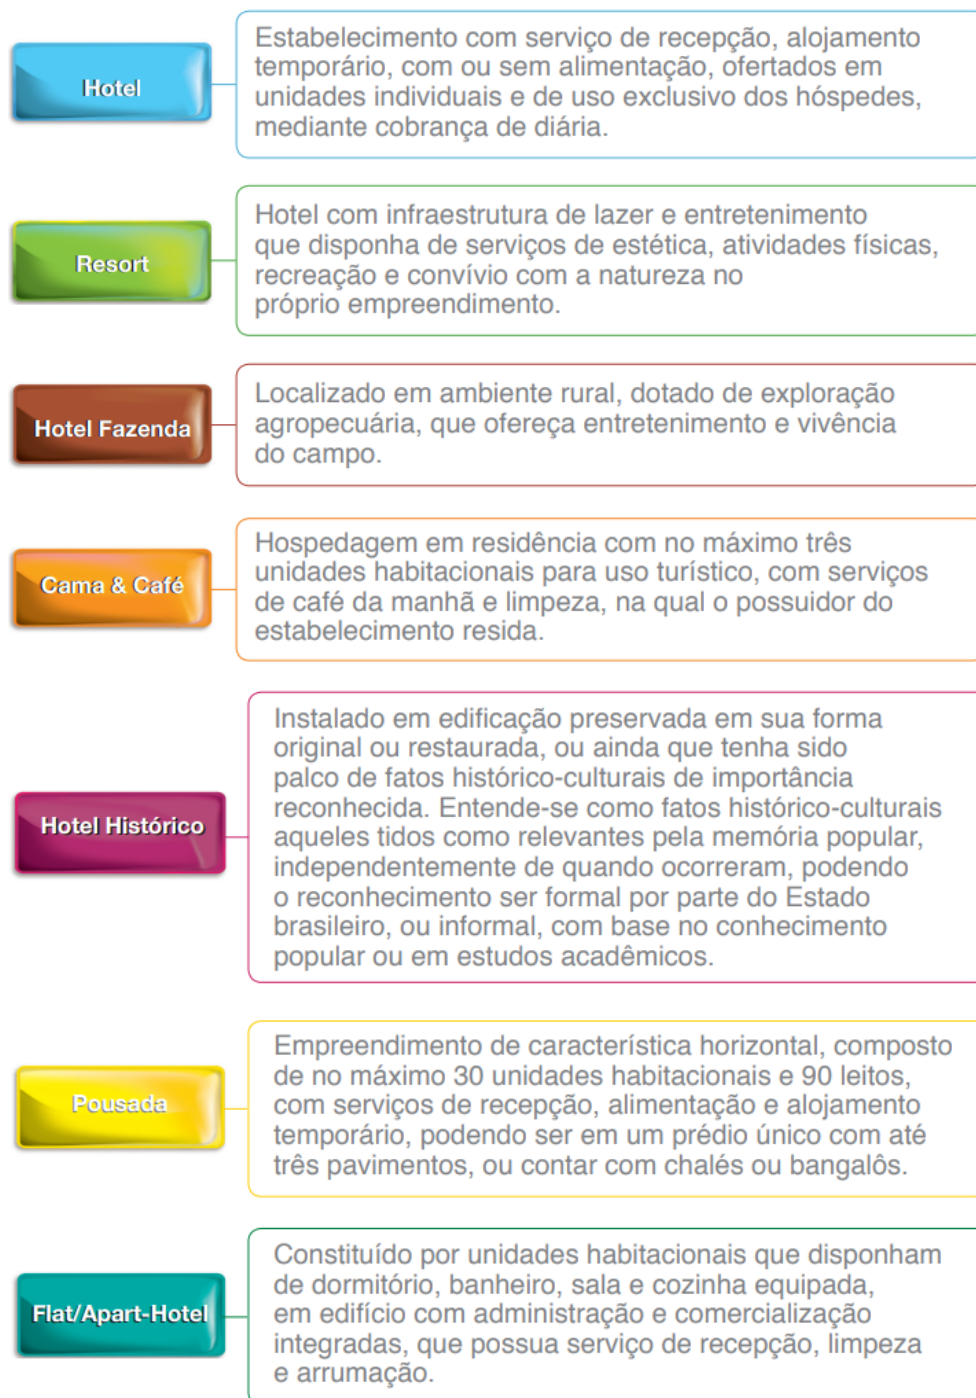 Hotel
Estabelecimento com serviço de recepção, alojamento
temporário, com ou sem alimentação, ofertados em
unidades individuais e de uso exclusivo dos hóspedes,
mediante cobrança de diária.
Resort
Hotel com infraestrutura de lazer e entretenimento
que disponha de serviços de estética, atividades físicas,
recreação e convívio com a natureza no
próprio empreendimento.
Hotel Fazenda
Localizado em ambiente rural, dotado de exploração
agropecuária, que ofereça entretenimento e vivência
do campo.
Cama & Café
Hospedagem em residência com no máximo três
unidades habitacionais para uso turístico, com serviços
de café da manhã e limpeza, na qual o possuidor do
estabelecimento resida.
Hotel Histórico
Instalado em edificação preservada em sua forma
original ou restaurada, ou ainda que tenha sido
palco de fatos histórico-culturais de importância
reconhecida. Entende-se como fatos histórico-culturais
aqueles tidos como relevantes pela memória popular,
independentemente de quando ocorreram, podendo
o reconhecimento ser formal por parte do Estado
brasileiro, ou informal, com base no conhecimento
popular ou em estudos acadêmicos.
Pousada
Empreendimento de característica horizontal, composto
de no máximo 30 unidades habitacionais e 90 leitos,
com serviços de recepção, alimentação e alojamento
temporário, podendo ser em um prédio único com até
três pavimentos, ou contar com chalés ou bangalôs.
Flat/Apart-Hotel
Constituído por unidades habitacionais que disponham
de dormitório, banheiro, sala e cozinha equipada,
em edifício com administração e comercialização
integradas, que possua serviço de recepção, limpeza
e arrumação.